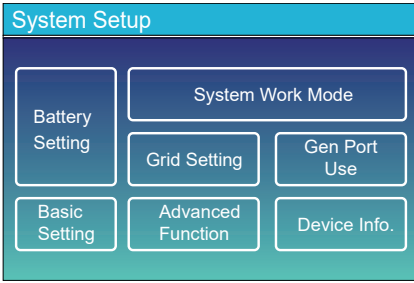 System Setup
Battery
Setting
System Work Mode
Grid Setting
Gen Port
Use
Basic
Setting
Advanced
Function
Device Info.